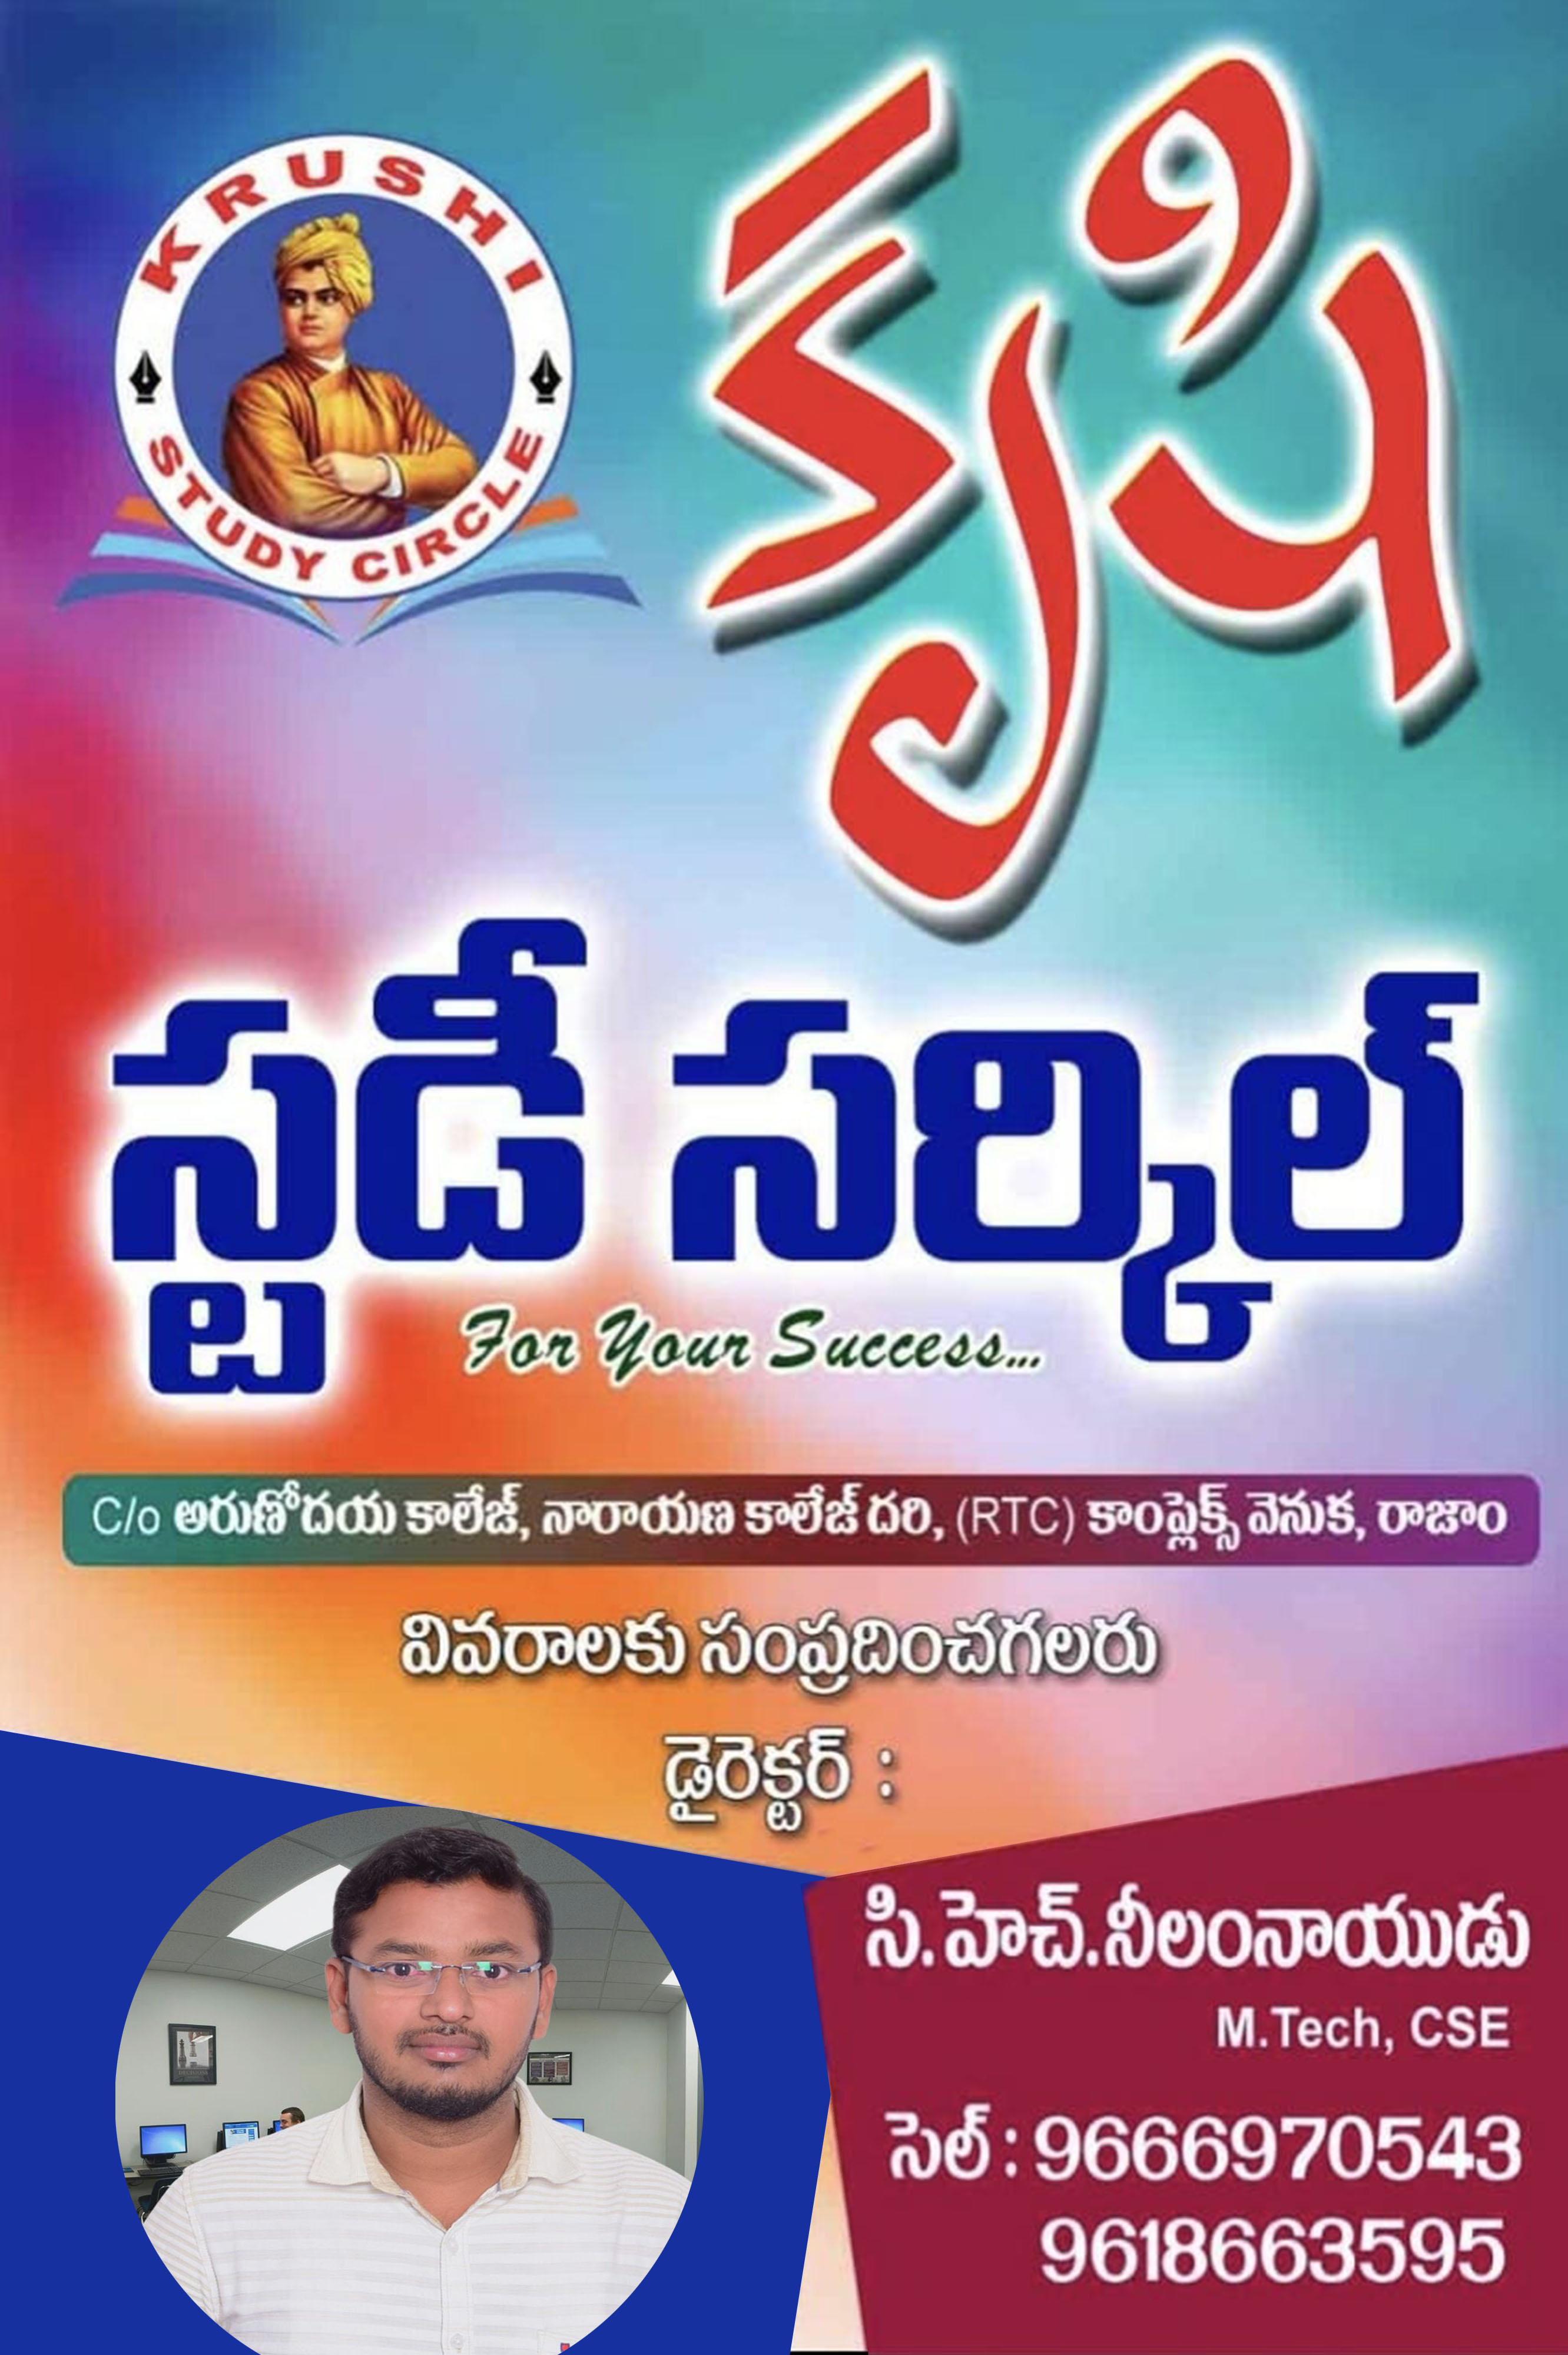 KRUSHI
STUDY CIRCLE
కృషి
స్టడీ సర్కిల్
For Your Success...
C/o అరుణోదయ కాలేజ్, నారాయణ కాలేజ్ దరి, (RTC) కాంప్లెక్స్ వెనుక, రాజాం
వివరాలకు సంప్రదించగలరు
డైరెక్టర్ :
సి.హెచ్.నీలంనాయుడు
M.Tech, CSE
సెల్ : 9666970543
9618663595